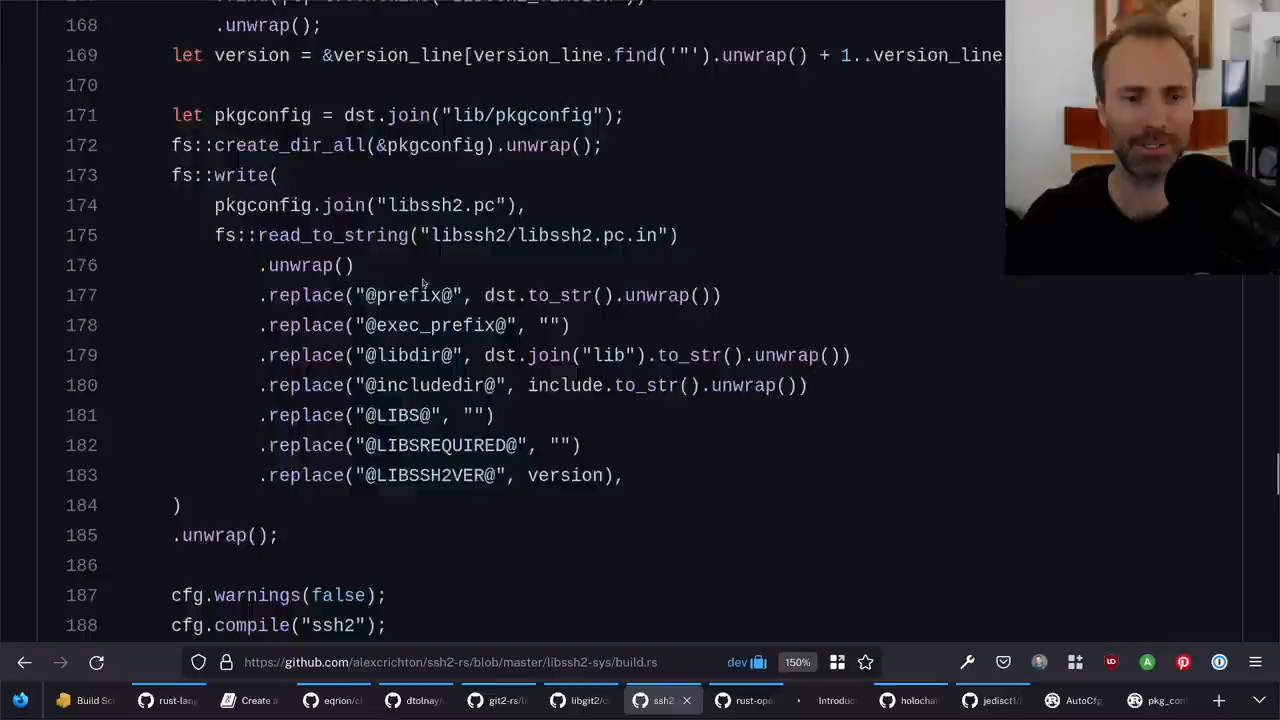 168 .unwrap();
169 let version = &version_line[version_line.find('"').unwrap() + 1..version_line
170
171 let pkgconfig = dst.join("lib/pkgconfig");
172 fs::create_dir_all(&pkgconfig).unwrap();
173 fs::write(
174 pkgconfig.join("libssh2.pc"),
175 fs::read_to_string("libssh2/libssh2.pc.in")
176 .unwrap()
177 .replace("@prefix@", dst.to_str().unwrap())
178 .replace("@exec_prefix@", "")
179 .replace("@libdir@", dst.join("lib").to_str().unwrap())
180 .replace("@includedir@", include.to_str().unwrap())
181 .replace("@LIBS@", "")
182 .replace("@LIBSREQUIRED@", "")
183 .replace("@LIBSSH2VER@", version),
184 )
185 .unwrap();
186
187 cfg.warnings(false);
188 cfg.compile("ssh2");
https://github.com/alexcrichton/ssh2-rs/blob/master/libssh2-sys/build.rs dev 150%
Build Sc rust-lang Create a eqrion/c dtolnay/ git2-rs/l libgit2/c ssh2 rust-ope Introduc holochai jedisct1/l AutoCfg pkg_conf